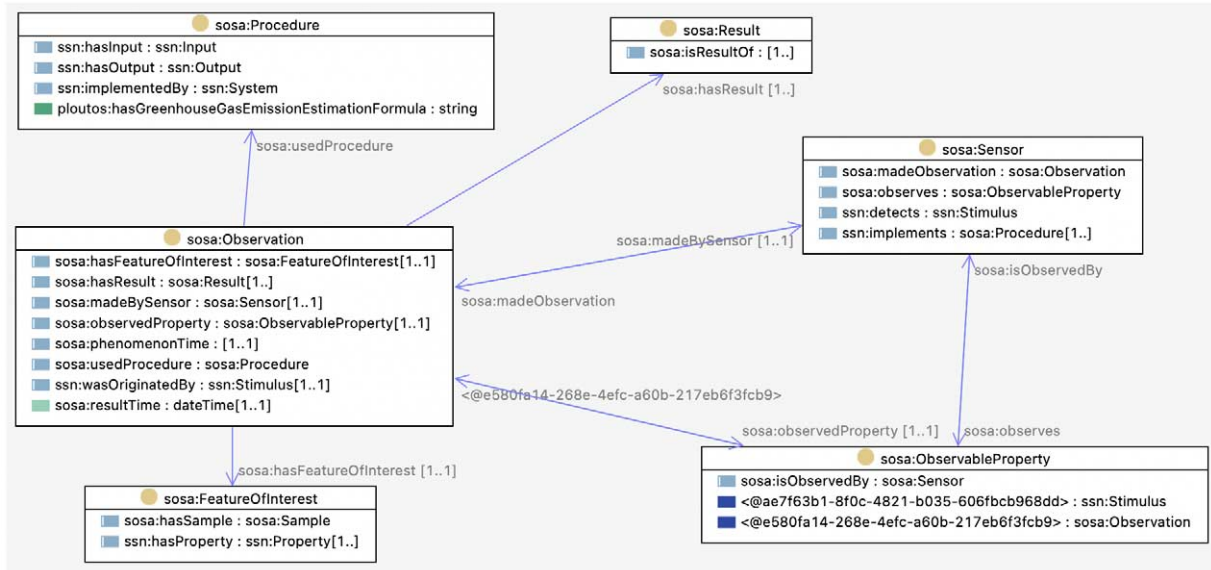 sosa:Procedure
ssn:hasInput : ssn:Input
ssn:hasOutput : ssn:Output
ssn:implementedBy : ssn:System
ploutos:hasGreenhouseGasEmissionEstimationFormula : string
sosa:Result
sosa:isResultOf : [1..]
sosa:hasResult [1..]
sosa:usedProcedure
sosa:Sensor
sosa:madeObservation : sosa:Observation
sosa:observes : sosa:ObservableProperty
ssn:detects : ssn:Stimulus
ssn:implements : sosa:Procedure[1..]
sosa:Observation
sosa:hasFeatureOfInterest : sosa:FeatureOfInterest[1..1]
sosa:hasResult : sosa:Result[1..]
sosa:madeBySensor : sosa:Sensor[1..1]
sosa:observedProperty : sosa:ObservableProperty[1..1]
sosa:phenomenonTime : [1..1]
sosa:usedProcedure : sosa:Procedure
ssn:wasOriginatedBy : ssn:Stimulus[1..1]
sosa:resultTime : dateTime[1..1]
sosa:madeBySensor [1..1]
sosa:madeObservation
sosa:isObservedBy
<@e580fa14-268e-4efc-a60b-217eb6f3fcb9>
sosa:observedProperty [1..1]
sosa:observes
sosa:hasFeatureOfInterest [1..1]
sosa:FeatureOfInterest
sosa:hasSample : sosa:Sample
ssn:hasProperty : ssn:Property[1..]
sosa:ObservableProperty
sosa:isObservedBy : sosa:Sensor
<@ae7f63b1-8f0c-4821-b035-606fbcb968dd> : ssn:Stimulus
<@e580fa14-268e-4efc-a60b-217eb6f3fcb9> : sosa:Observation